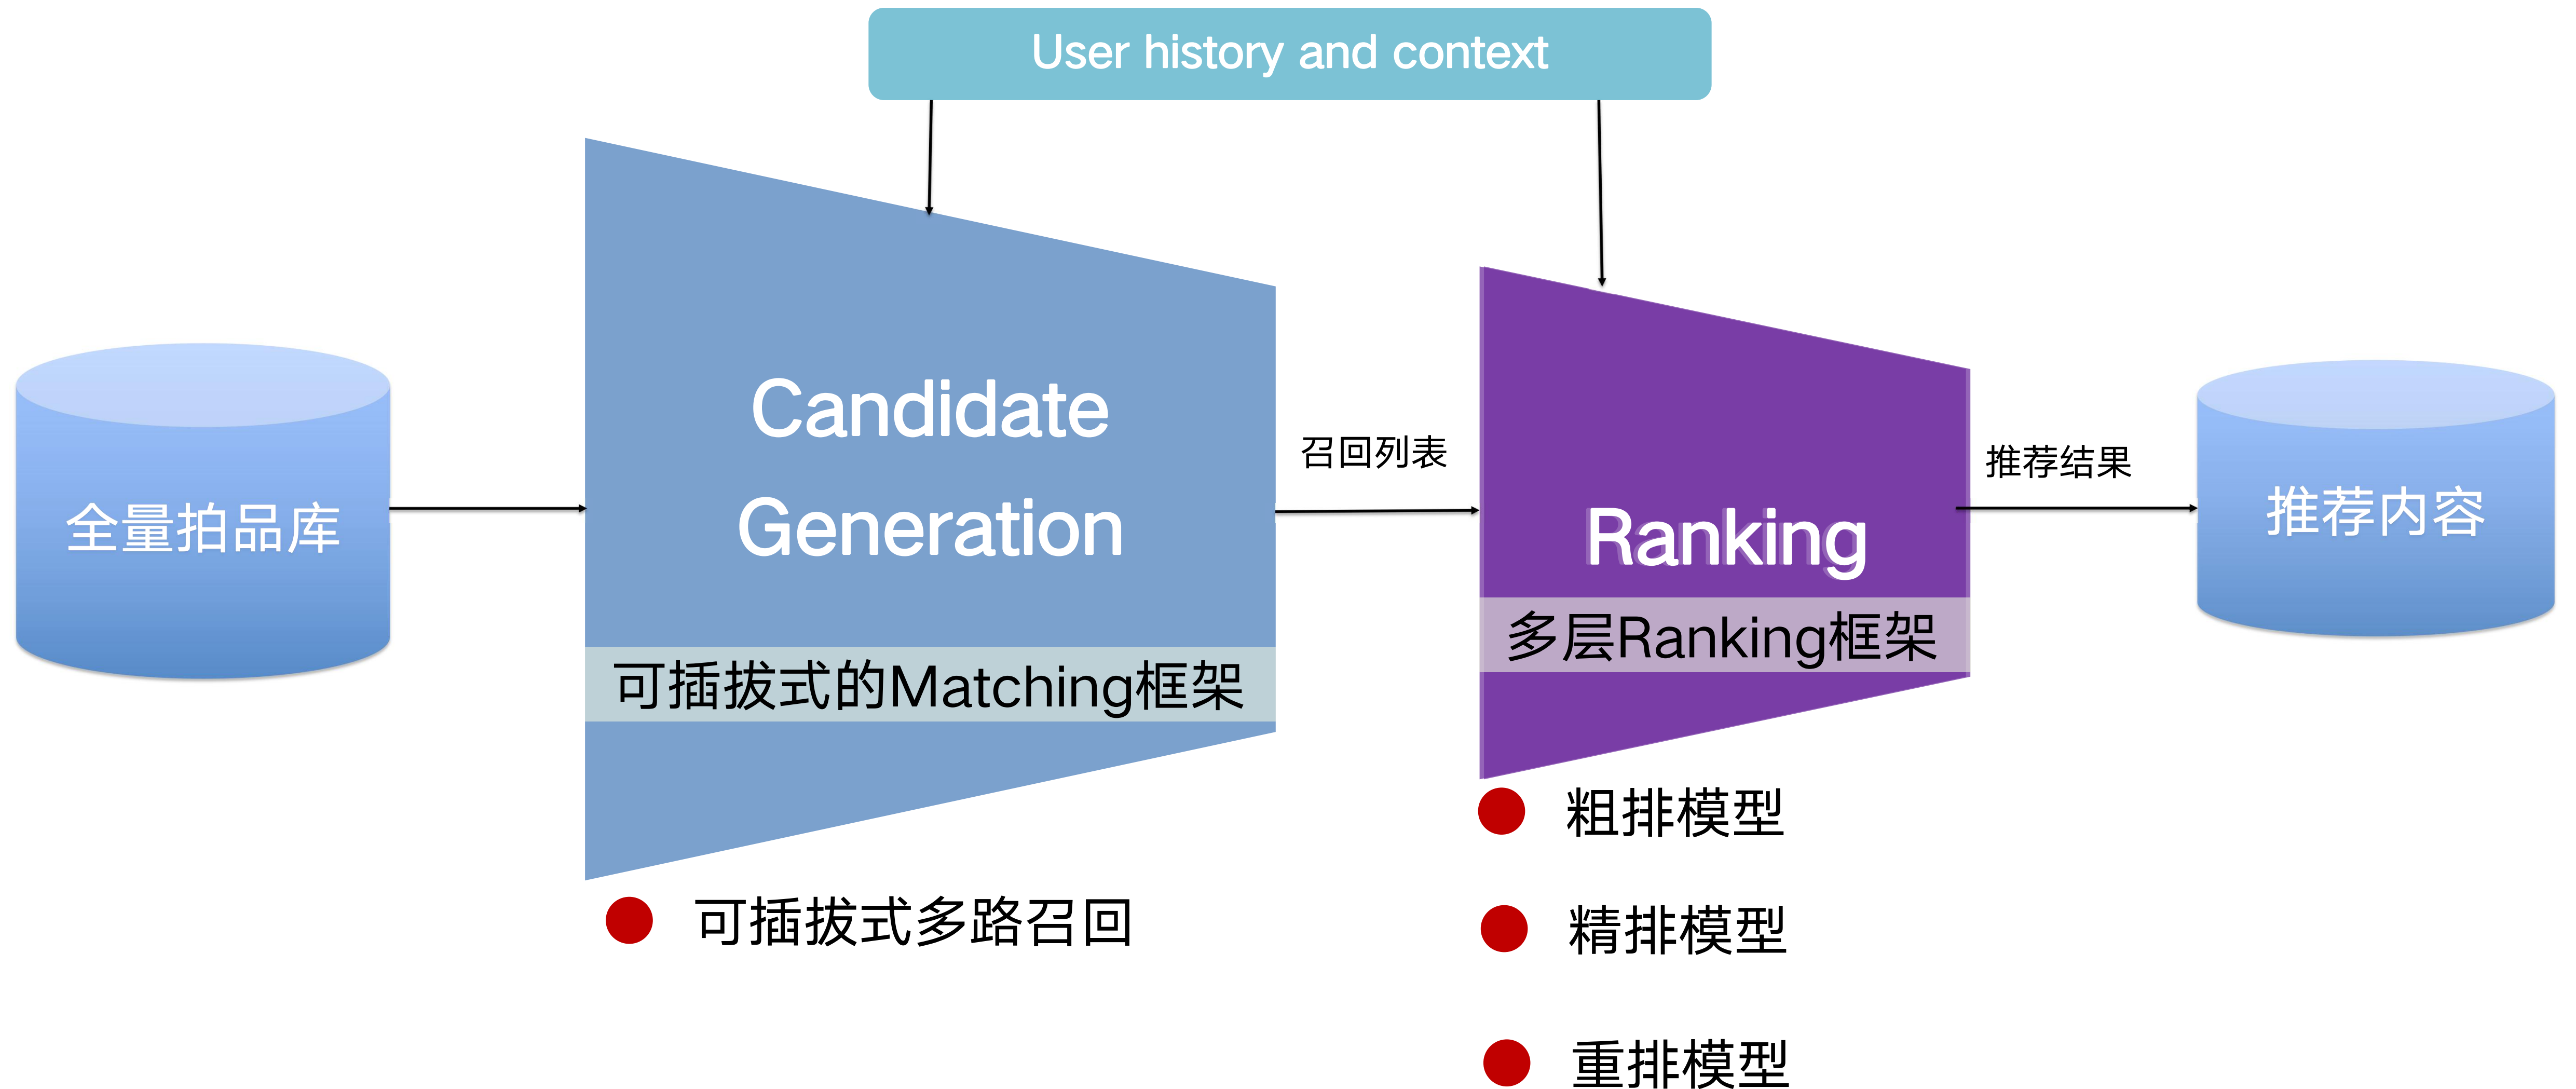 User history and context
全量拍品库
Candidate
Generation
可插拔式的Matching框架
召回列表
Ranking
多层Ranking框架
推荐结果
推荐内容
可插拔式多路召回
粗排模型
精排模型
重排模型